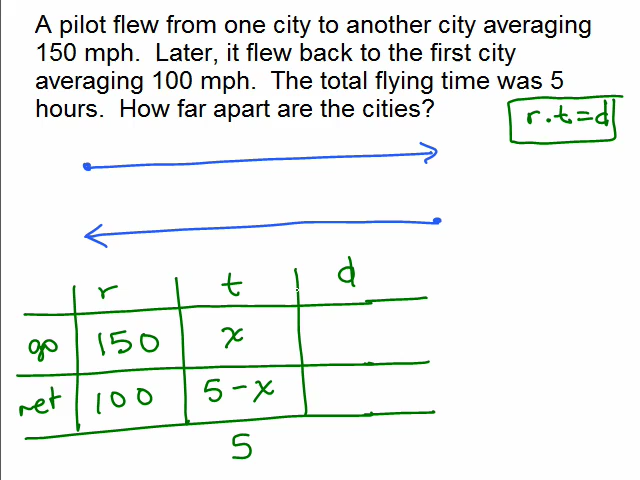 A pilot flew from one city to another city averaging
150 mph. Later, it flew back to the first city
averaging 100 mph. The total flying time was 5
hours. How far apart are the cities?
r·t=d
r t d
go 150 x
ret 100 5-x
5